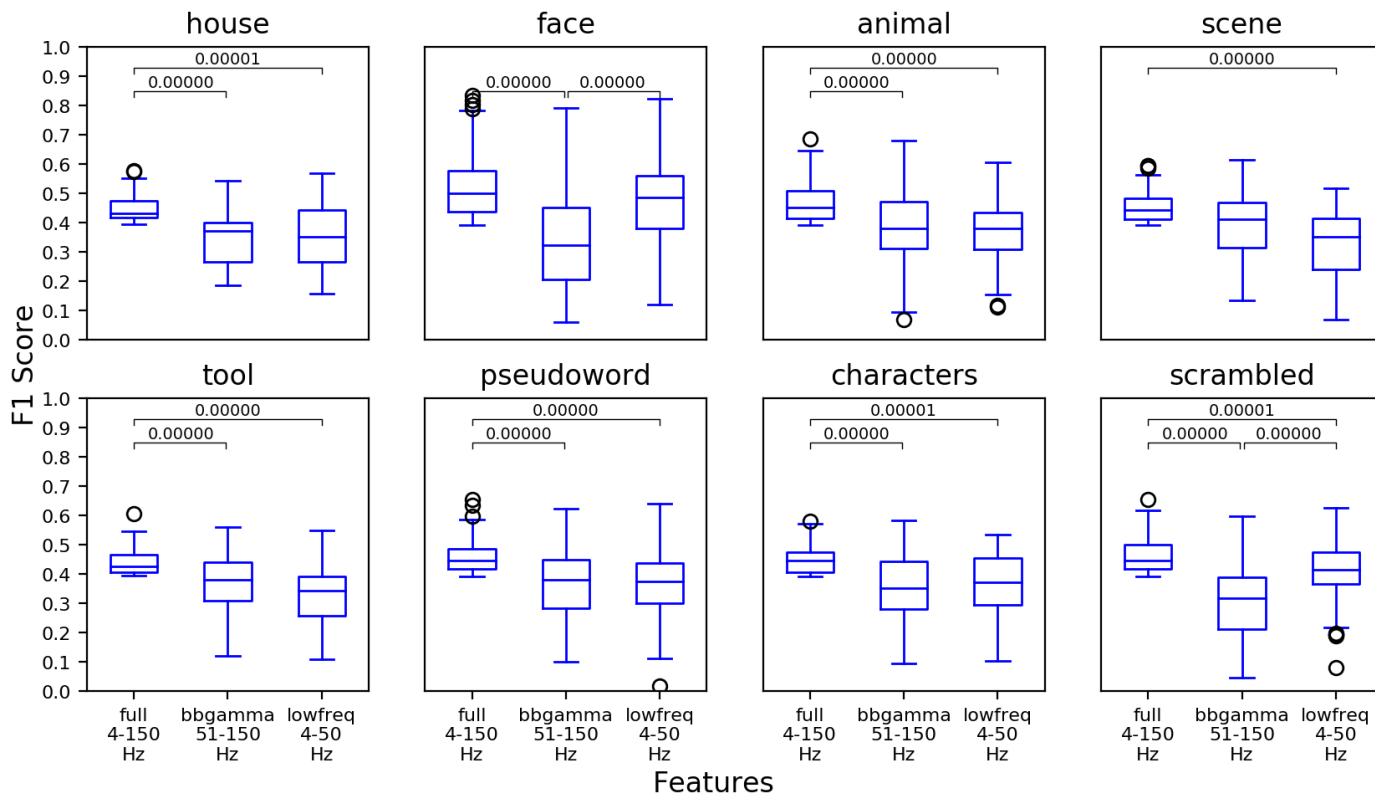 house
face
animal
scene
1.0
0.9
0.8
0.7
0.6
0.5
0.4
0.3
0.2
0.1
0.0
0.00001
0.00000
0.00000
0.00000
0.00000
0.00000
0.00000
F1 Score
tool
pseudoword
characters
scrambled
1.0
0.9
0.8
0.7
0.6
0.5
0.4
0.3
0.2
0.1
0.0
0.00000
0.00000
0.00000
0.00000
0.00001
0.00000
0.00001
0.00000
0.00000
full
4-150
Hz
bbgamma
51-150
Hz
lowfreq
4-50
Hz
full
4-150
Hz
bbgamma
51-150
Hz
lowfreq
4-50
Hz
full
4-150
Hz
bbgamma
51-150
Hz
lowfreq
4-50
Hz
full
4-150
Hz
bbgamma
51-150
Hz
lowfreq
4-50
Hz
Features